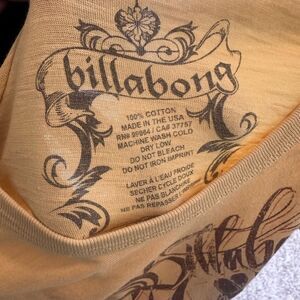 billabong
100% COTTON
MADE IN THE USA
RN# 99984 / CA# 37757
MACHINE WASH COLD
DRY LOW
DO NOT BLEACH
DO NOT IRON IMPRINT
LAVER À L'EAU FROIDE
SECHER CYCLE DOUX
NE PAS BLANCHIR
NE PAS REPASSER